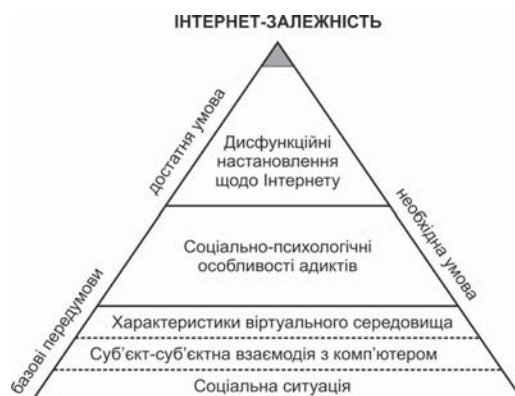 ІНТЕРНЕТ-ЗАЛЕЖНІСТЬ
достатня умова
Дисфункційні
настановлення
щодо Інтернету
необхідна умова
Соціально-психологічні
особливості адиктів
базові передумови
Характеристики віртуального середовища
Суб’єкт-суб’єктна взаємодія з комп’ютером
Соціальна ситуація